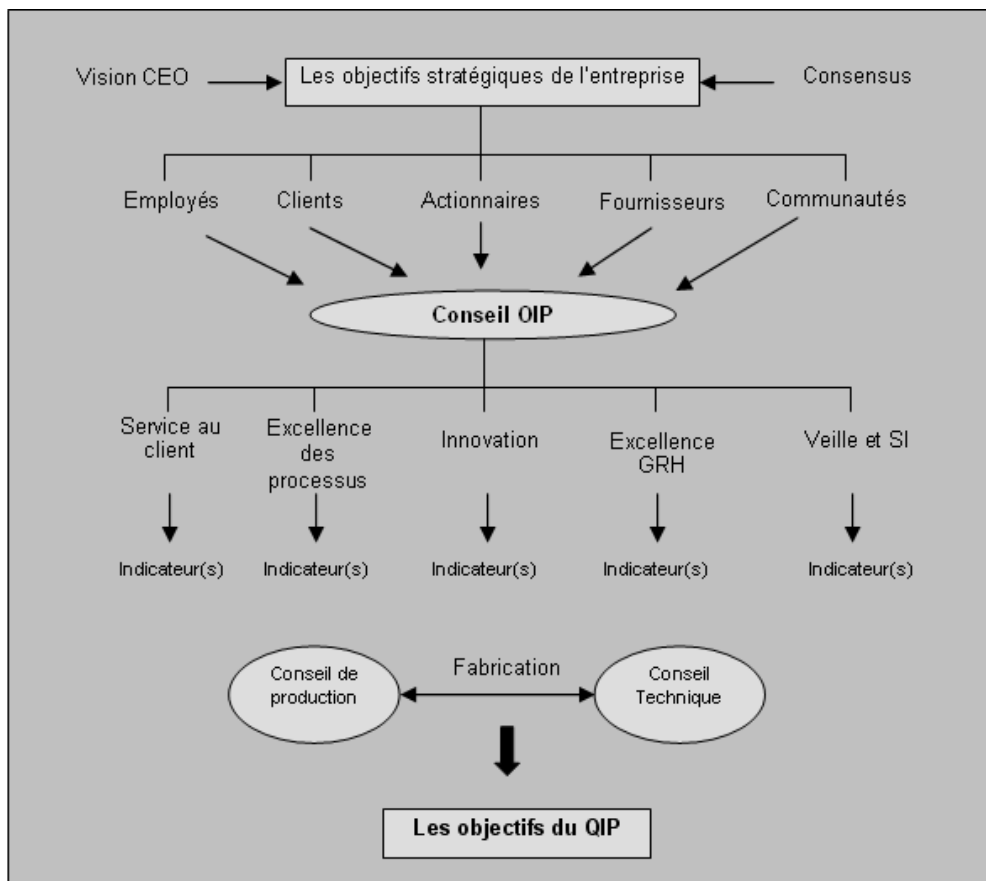 Vision CEO
Les objectifs stratégiques de l'entreprise
Consensus
Employés
Clients
Actionnaires
Fournisseurs
Communautés
Conseil OIP
Service au
client
Excellence
des
processus
Innovation
Excellence
GRH
Veille et SI
Indicateur(s)
Indicateur(s)
Indicateur(s)
Indicateur(s)
Indicateur(s)
Conseil de
production
Fabrication
Conseil
Technique
Les objectifs du QIP